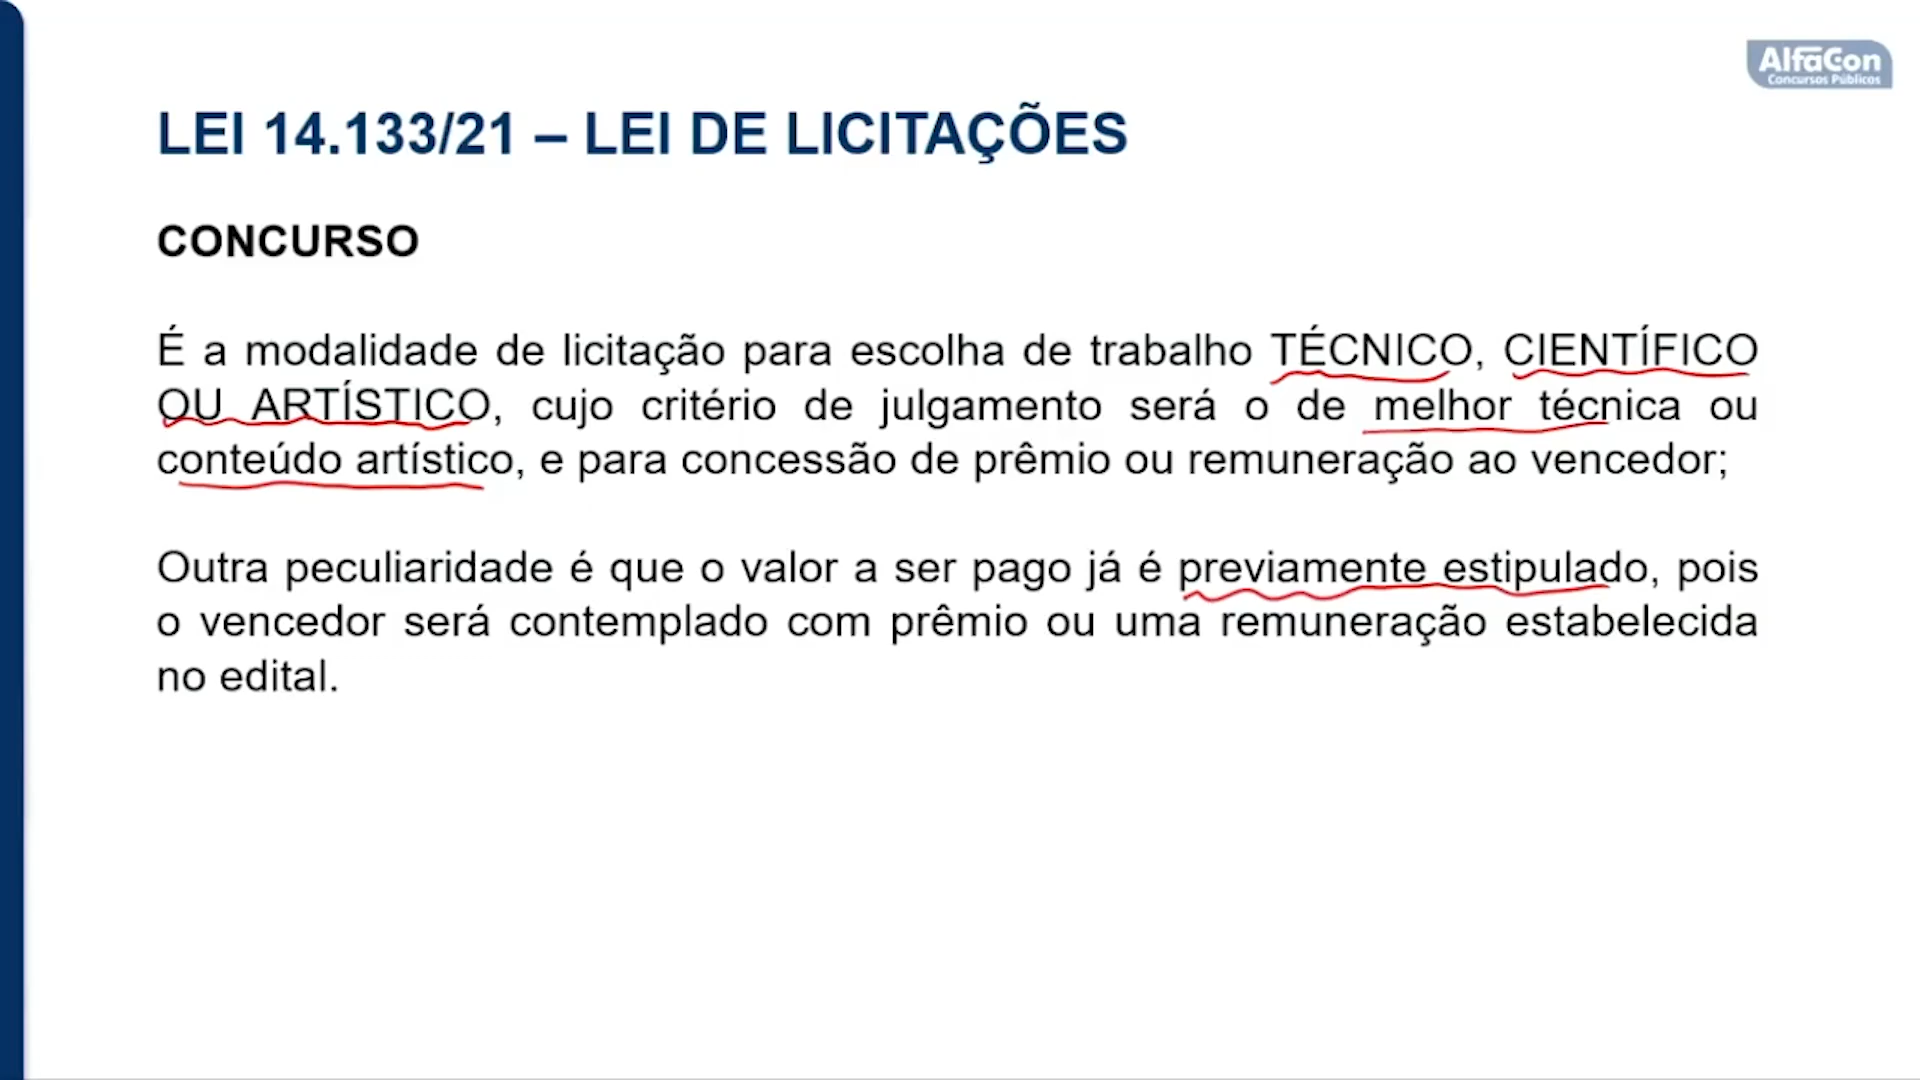 AlfaCon
Concursos Públicos
LEI 14.133/21 – LEI DE LICITAÇÕES
CONCURSO
É a modalidade de licitação para escolha de trabalho TÉCNICO, CIENTÍFICO
OU ARTÍSTICO, cujo critério de julgamento será o de melhor técnica ou
conteúdo artístico, e para concessão de prêmio ou remuneração ao vencedor;
Outra peculiaridade é que o valor a ser pago já é previamente estipulado, pois
o vencedor será contemplado com prêmio ou uma remuneração estabelecida
no edital.